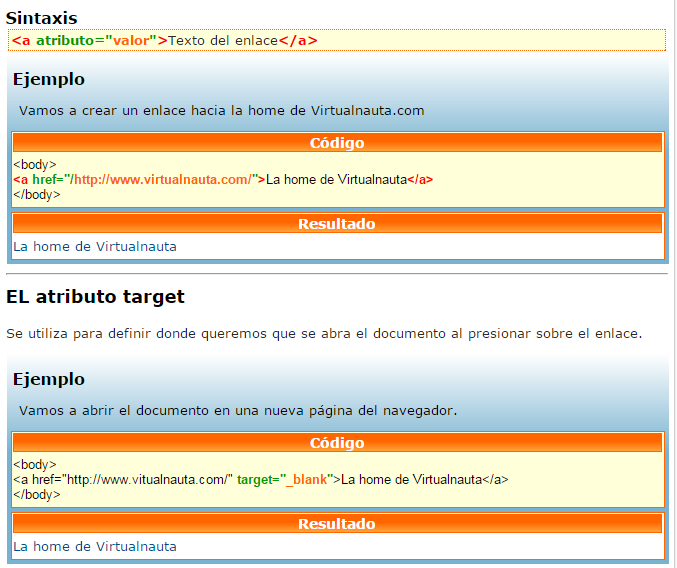 Sintaxis
<a atributo="valor">Texto del enlace</a>
Ejemplo
Vamos a crear un enlace hacia la home de Virtualnauta.com
Código
<body>
<a href="/http://www.virtualnauta.com/">La home de Virtualnauta</a>
</body>
Resultado
La home de Virtualnauta
EL atributo target
Se utiliza para definir donde queremos que se abra el documento al presionar sobre el enlace.
Ejemplo
Vamos a abrir el documento en una nueva página del navegador.
Código
<body>
<a href="http://www.vitualnauta.com/" target="_blank">La home de Virtualnauta</a>
</body>
Resultado
La home de Virtualnauta